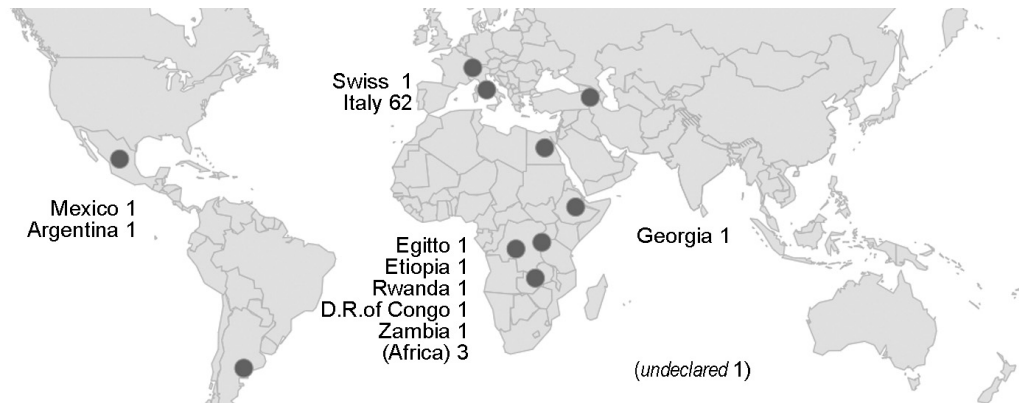 Swiss 1
Italy 62
Mexico 1
Argentina 1
Egitto 1
Etiopia 1
Rwanda 1
D.R.of Congo 1
Zambia 1
(Africa) 3
Georgia 1
(undeclared 1)